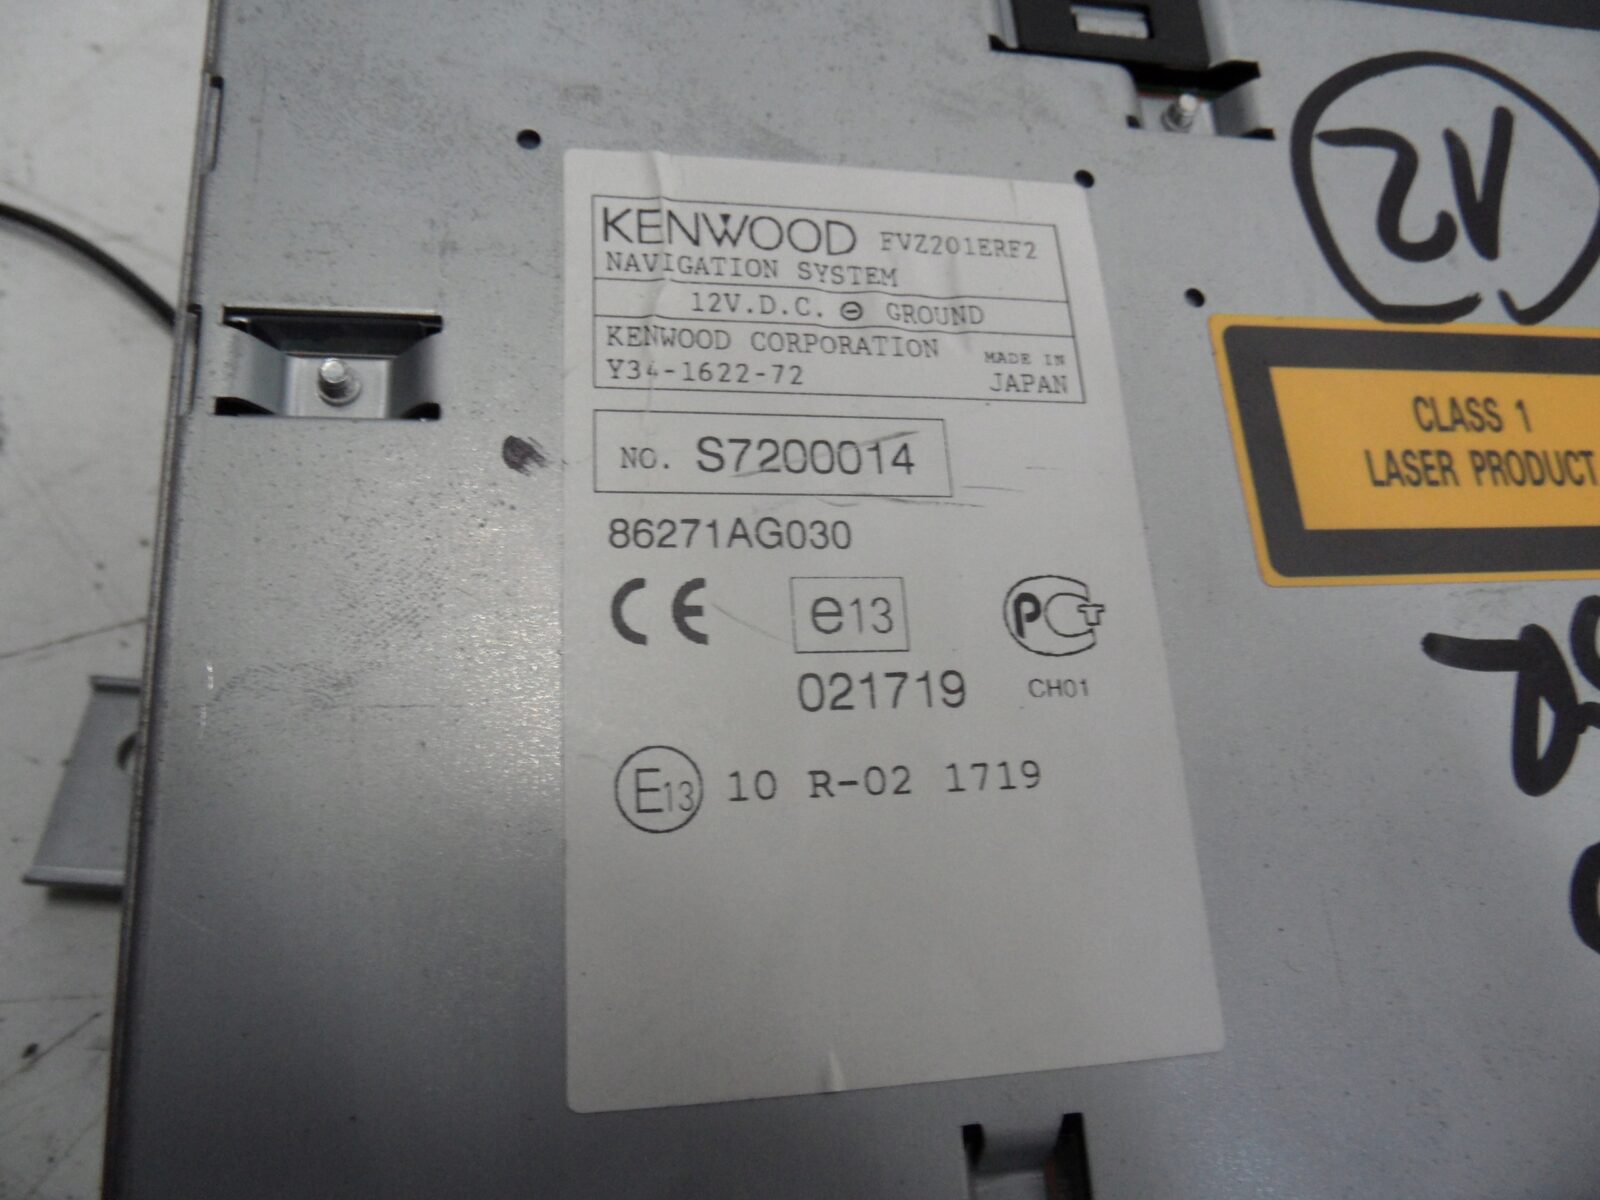 KENWOOD FVZ201ERF2
NAVIGATION SYSTEM
12V.D.C. ⊖ GROUND
KENWOOD CORPORATION
Y34-1622-72
MADE IN
JAPAN
NO. S7200014
86271AG030
CE e13 PCT
021719 CH01
E13 10 R-02 1719
CLASS 1
LASER PRODUCT